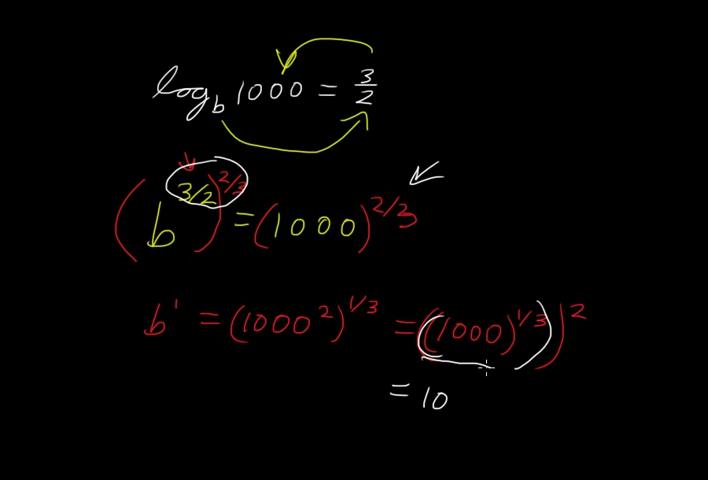 log_b 1000 = 3/2
(b^{3/2})^{2/3} = (1000)^{2/3}
b^1 = (1000^2)^{1/3} = ((1000)^{1/3})^2
= 10